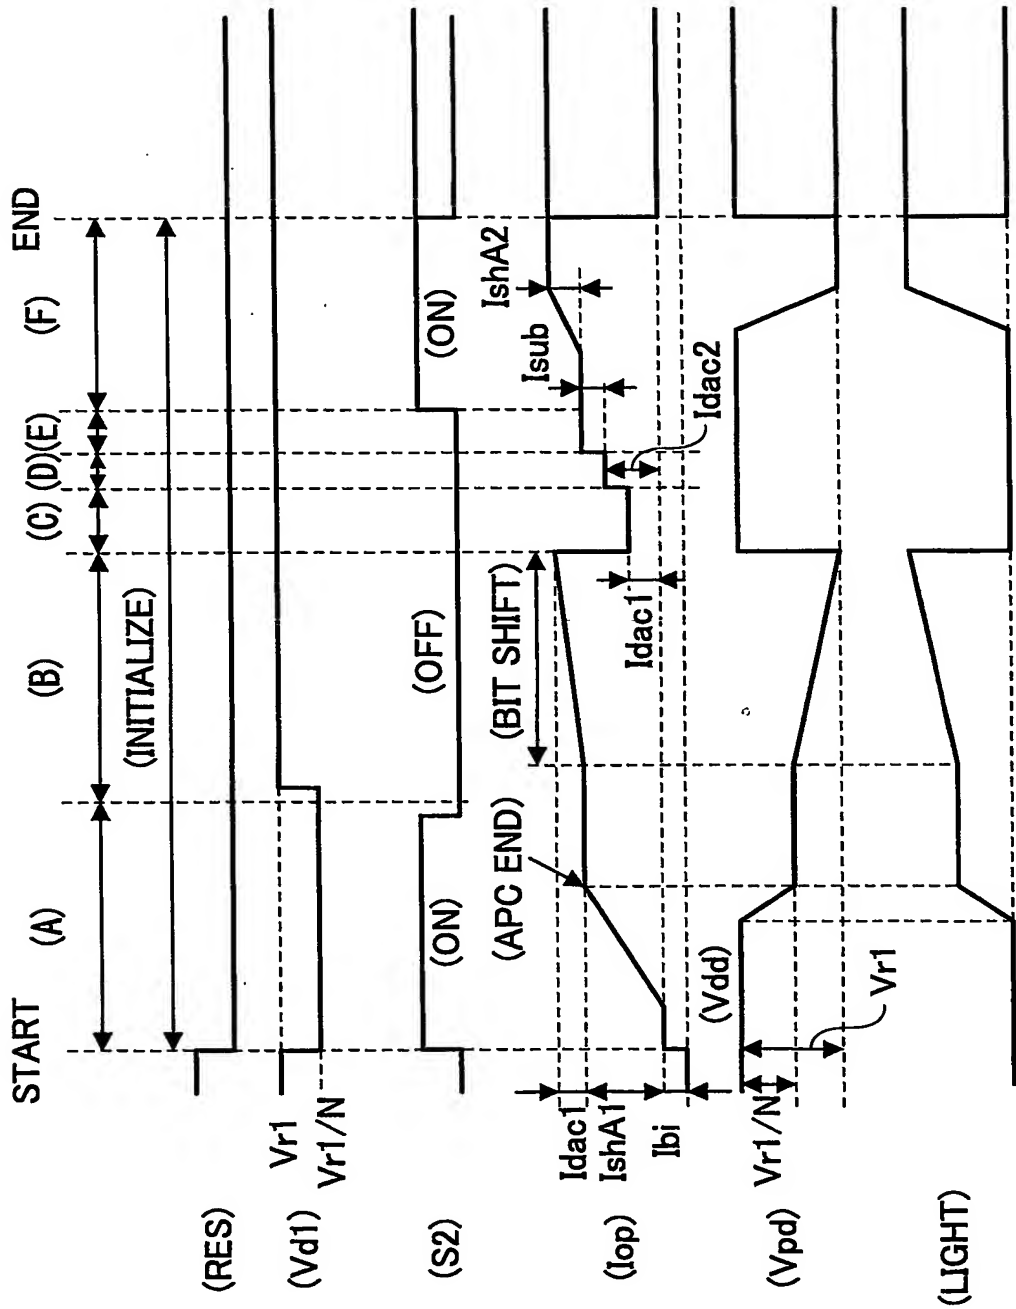 START (A) (B) (C) (D) (E) (F) END
(INITIALIZE)
(RES)
(Vd1) Vr1
Vr1/N
(S2) (ON) (OFF) (ON)
(Iop) Idac1
IshA1
Ibi
(APC END)
(BIT SHIFT)
Idac1
Isub
IshA2
Idac2
(Vpd) Vr1/N
(Vdd)
Vr1
(LIGHT)